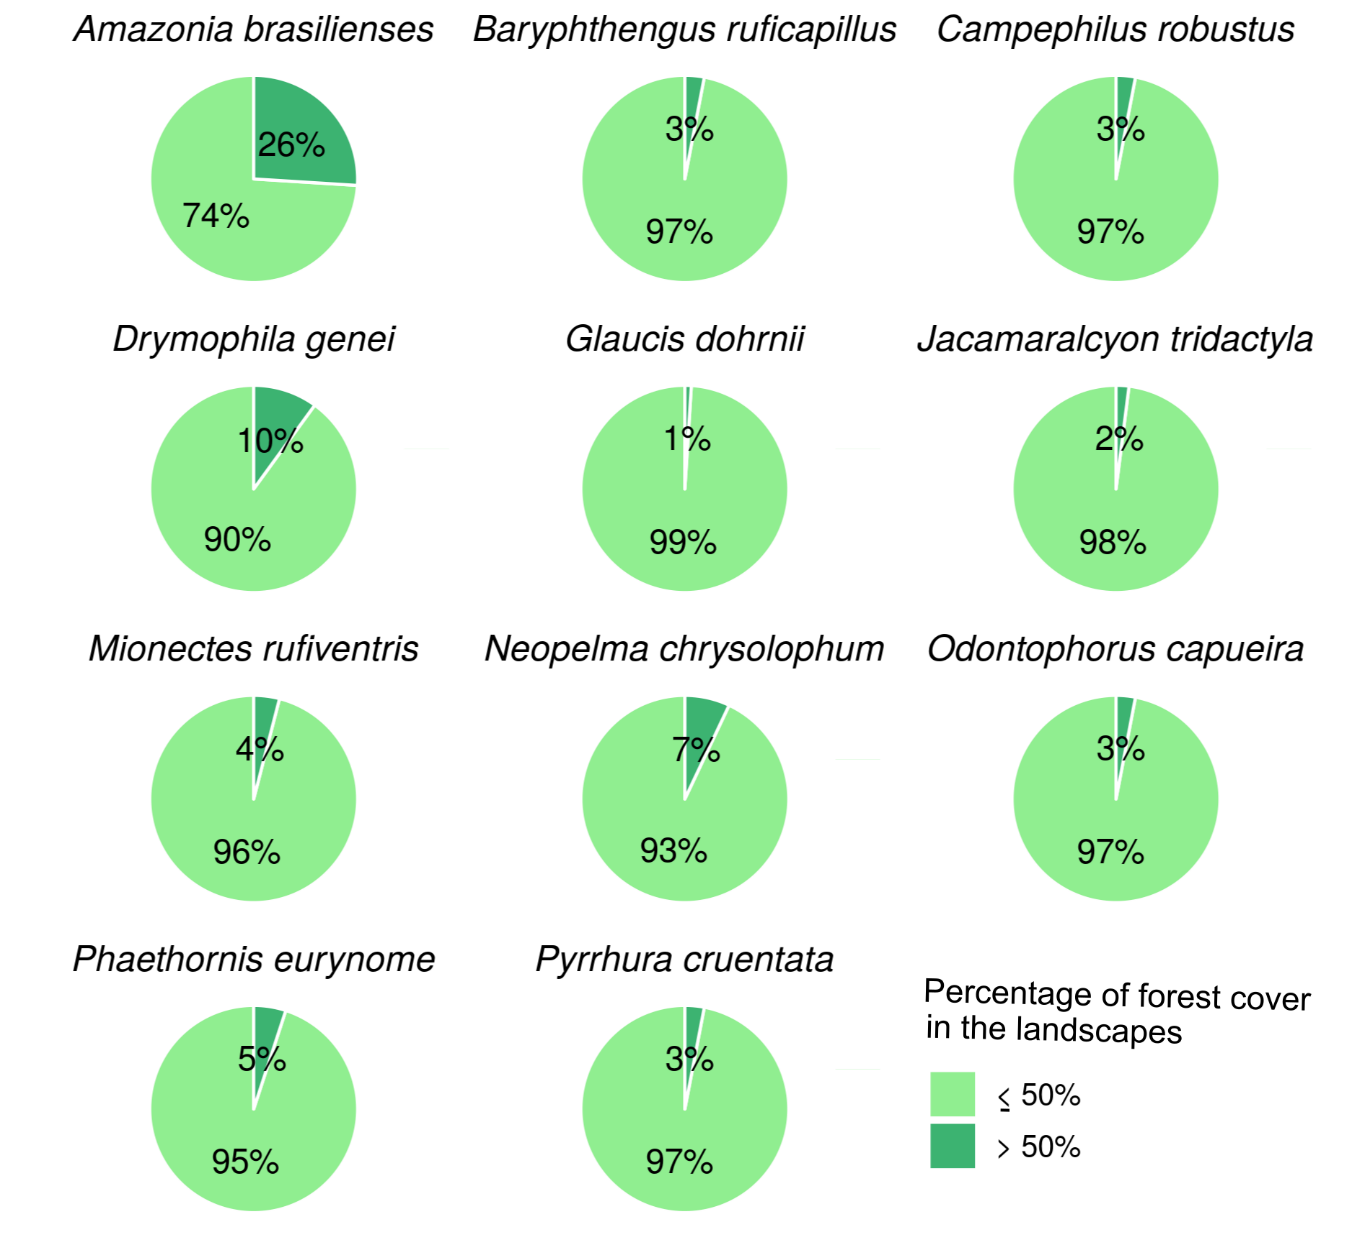 Amazonia brasilienses
Baryphthengus ruficapillus
Campephilus robustus
26%
74%
3%
97%
3%
97%
Drymophila genei
Glaucis dohrnii
Jacamaralcyon tridactyla
10%
90%
1%
99%
2%
98%
Mionectes rufiventris
Neopelma chrysolophum
Odontophorus capueira
4%
96%
7%
93%
3%
97%
Phaethornis eurynome
Pyrrhura cruentata
5%
95%
3%
97%
Percentage of forest cover
in the landscapes
≤ 50%
> 50%